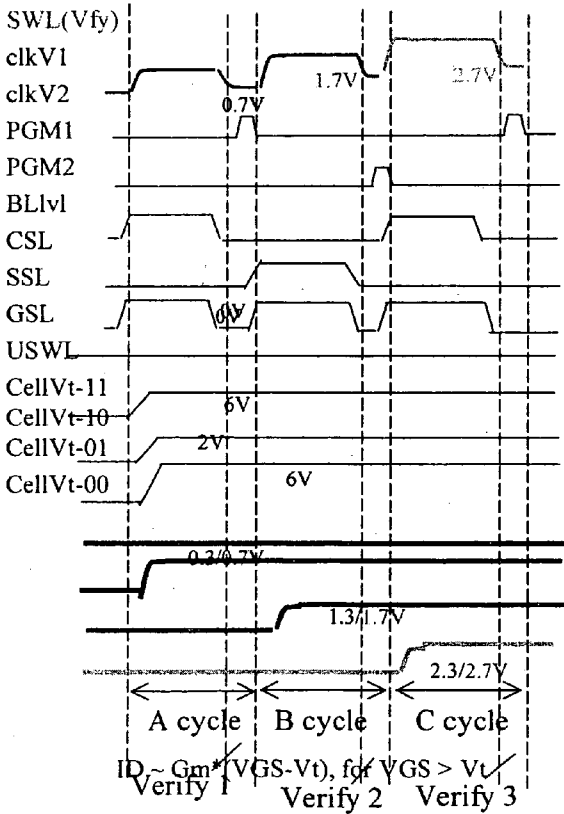 SWL(Vfy)
clkV1
clkV2
PGM1
PGM2
BLlvl
CSL
SSL
GSL
USWL
CellVt-11
CellVt-10
CellVt-01
CellVt-00
0.7V
1.7V
2.7V
0V
6V
2V
6V
0.3/0.7V
1.3/1.7V
2.3/2.7V
A cycle
B cycle
C cycle
ID ~ Gm*(VGS-Vt), for VGS > Vt
Verify 1
Verify 2
Verify 3